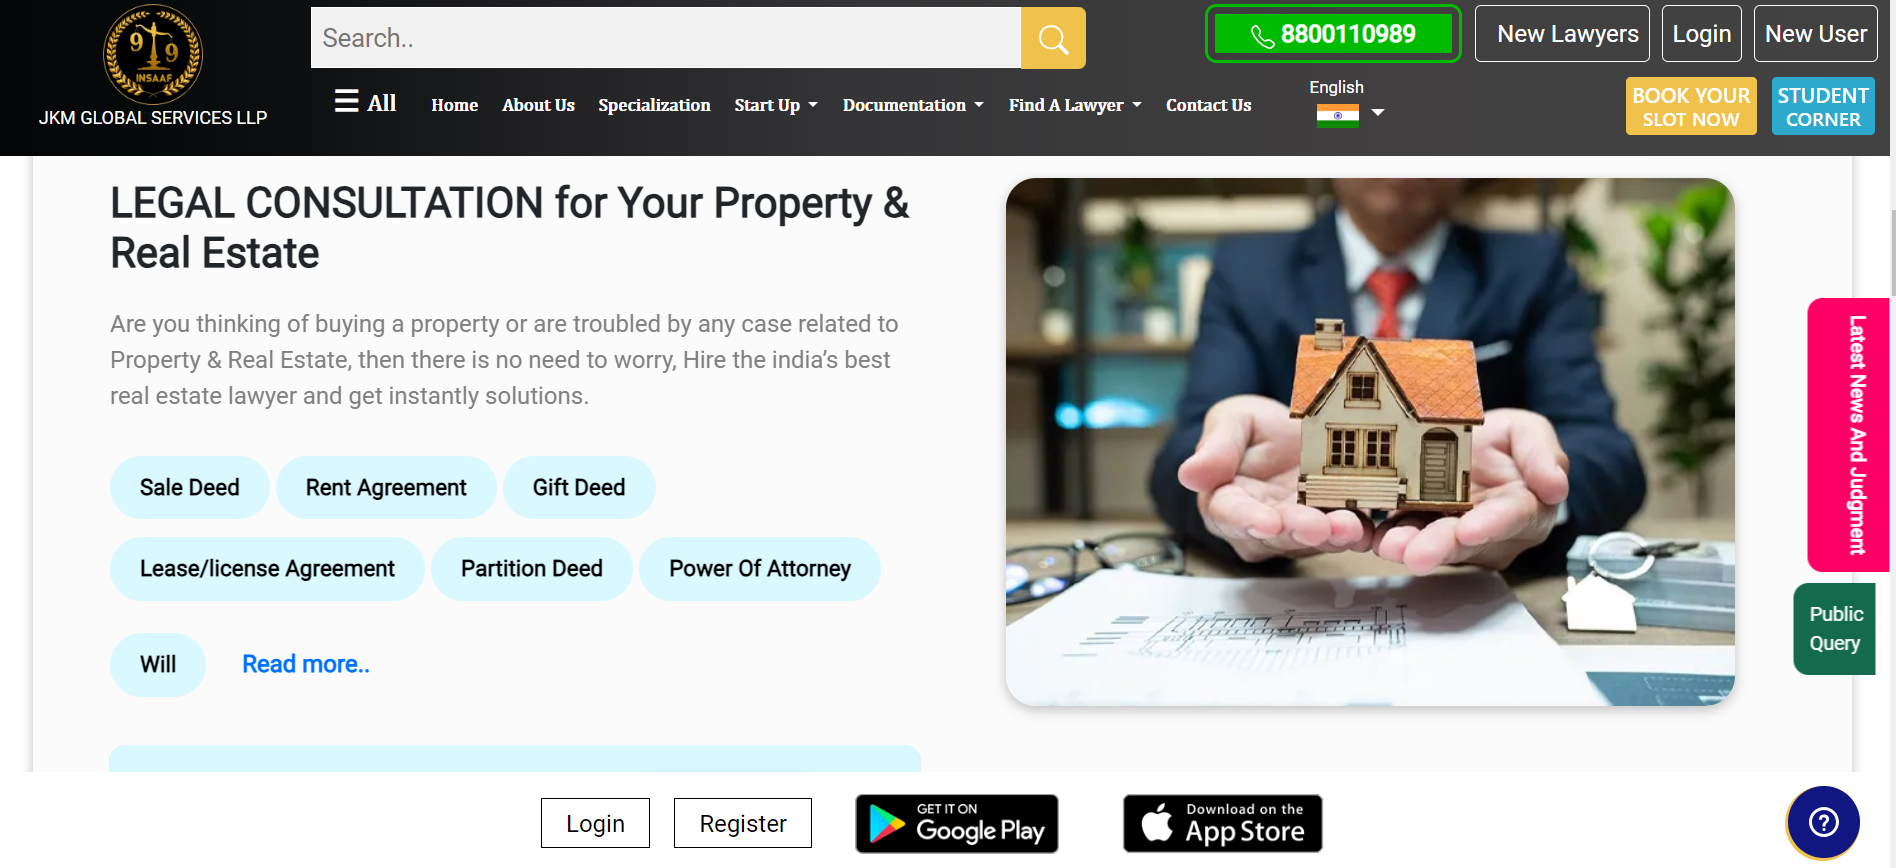 9 9
INSAAF
JKM GLOBAL SERVICES LLP
Search..
8800110989
New Lawyers
Login
New User
All
Home
About Us
Specialization
Start Up
Documentation
Find A Lawyer
Contact Us
English
BOOK YOUR
SLOT NOW
STUDENT
CORNER
LEGAL CONSULTATION for Your Property &
Real Estate
Are you thinking of buying a property or are troubled by any case related to
Property & Real Estate, then there is no need to worry, Hire the india’s best
real estate lawyer and get instantly solutions.
Sale Deed
Rent Agreement
Gift Deed
Lease/license Agreement
Partition Deed
Power Of Attorney
Will
Read more..
Latest News And Judgment
Public
Query
Login
Register
GET IT ON
Google Play
Download on the
App Store